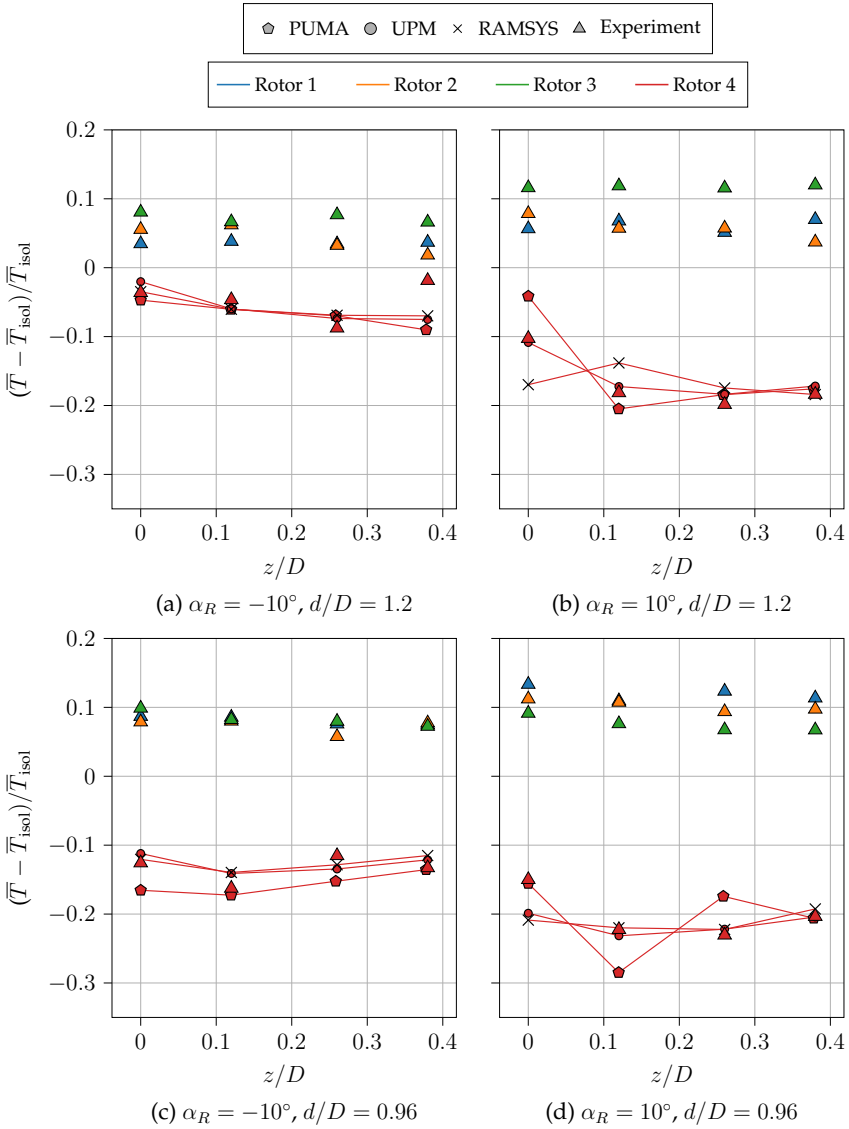 PUMA UPM RAMSYS Experiment
Rotor 1 Rotor 2 Rotor 3 Rotor 4
0.2
0.1
0
−0.1
−0.2
−0.3
(T̅ − T̅isol)/T̅isol
0 0.1 0.2 0.3 0.4
z/D
(a) αR = −10°, d/D = 1.2
0 0.1 0.2 0.3 0.4
z/D
(b) αR = 10°, d/D = 1.2
0.2
0.1
0
−0.1
−0.2
−0.3
(T̅ − T̅isol)/T̅isol
0 0.1 0.2 0.3 0.4
z/D
(c) αR = −10°, d/D = 0.96
0 0.1 0.2 0.3 0.4
z/D
(d) αR = 10°, d/D = 0.96